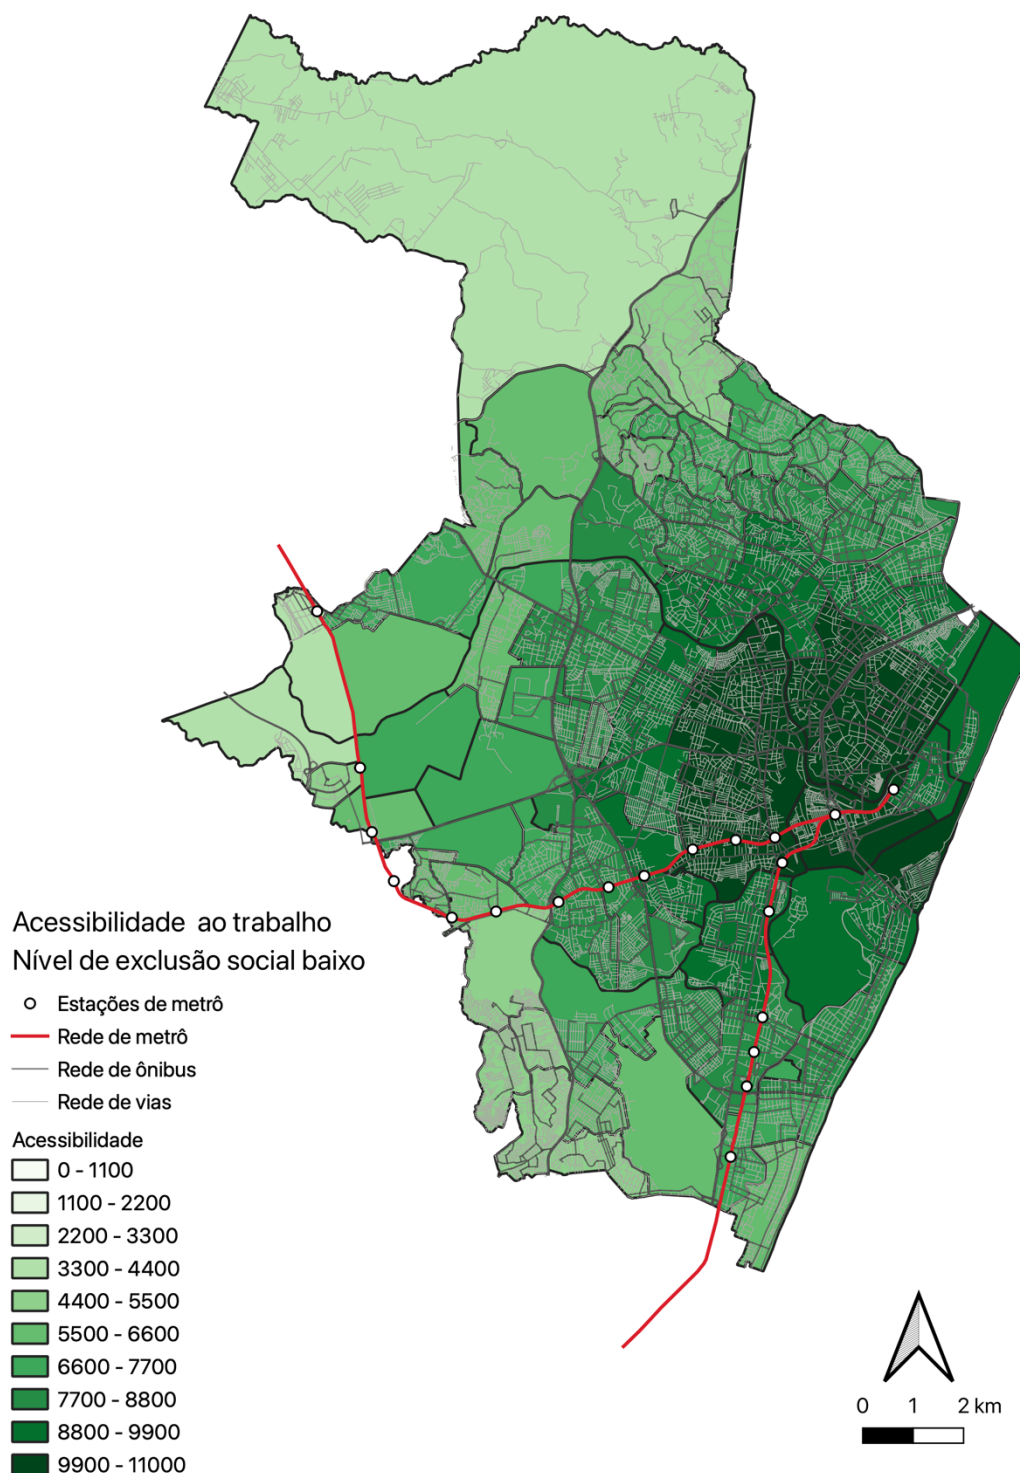 Acessibilidade ao trabalho
Nível de exclusão social baixo
Estações de metrô
Rede de metrô
Rede de ônibus
Rede de vias
Acessibilidade
0 - 1100
1100 - 2200
2200 - 3300
3300 - 4400
4400 - 5500
5500 - 6600
6600 - 7700
7700 - 8800
8800 - 9900
9900 - 11000
0 1 2 km